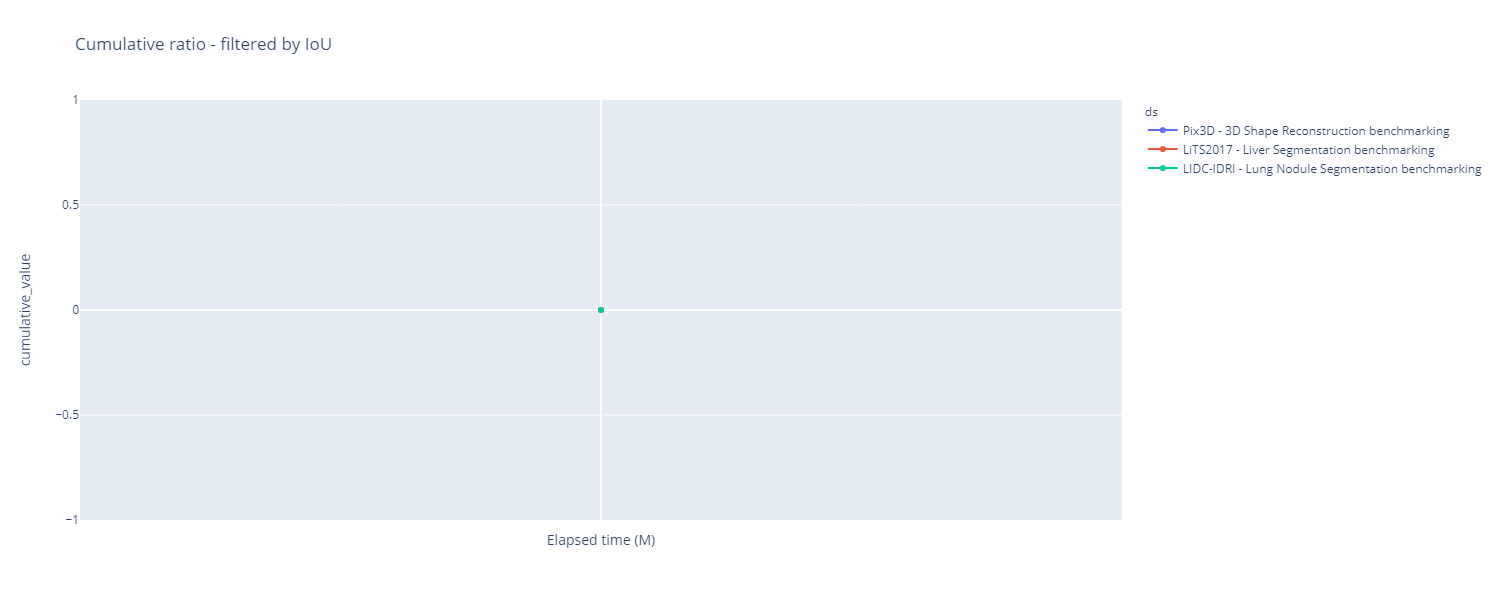 Cumulative ratio - filtered by IoU
1
0.5
0
−0.5
−1
cumulative_value
Elapsed time (M)
ds
Pix3D - 3D Shape Reconstruction benchmarking
LiTS2017 - Liver Segmentation benchmarking
LIDC-IDRI - Lung Nodule Segmentation benchmarking